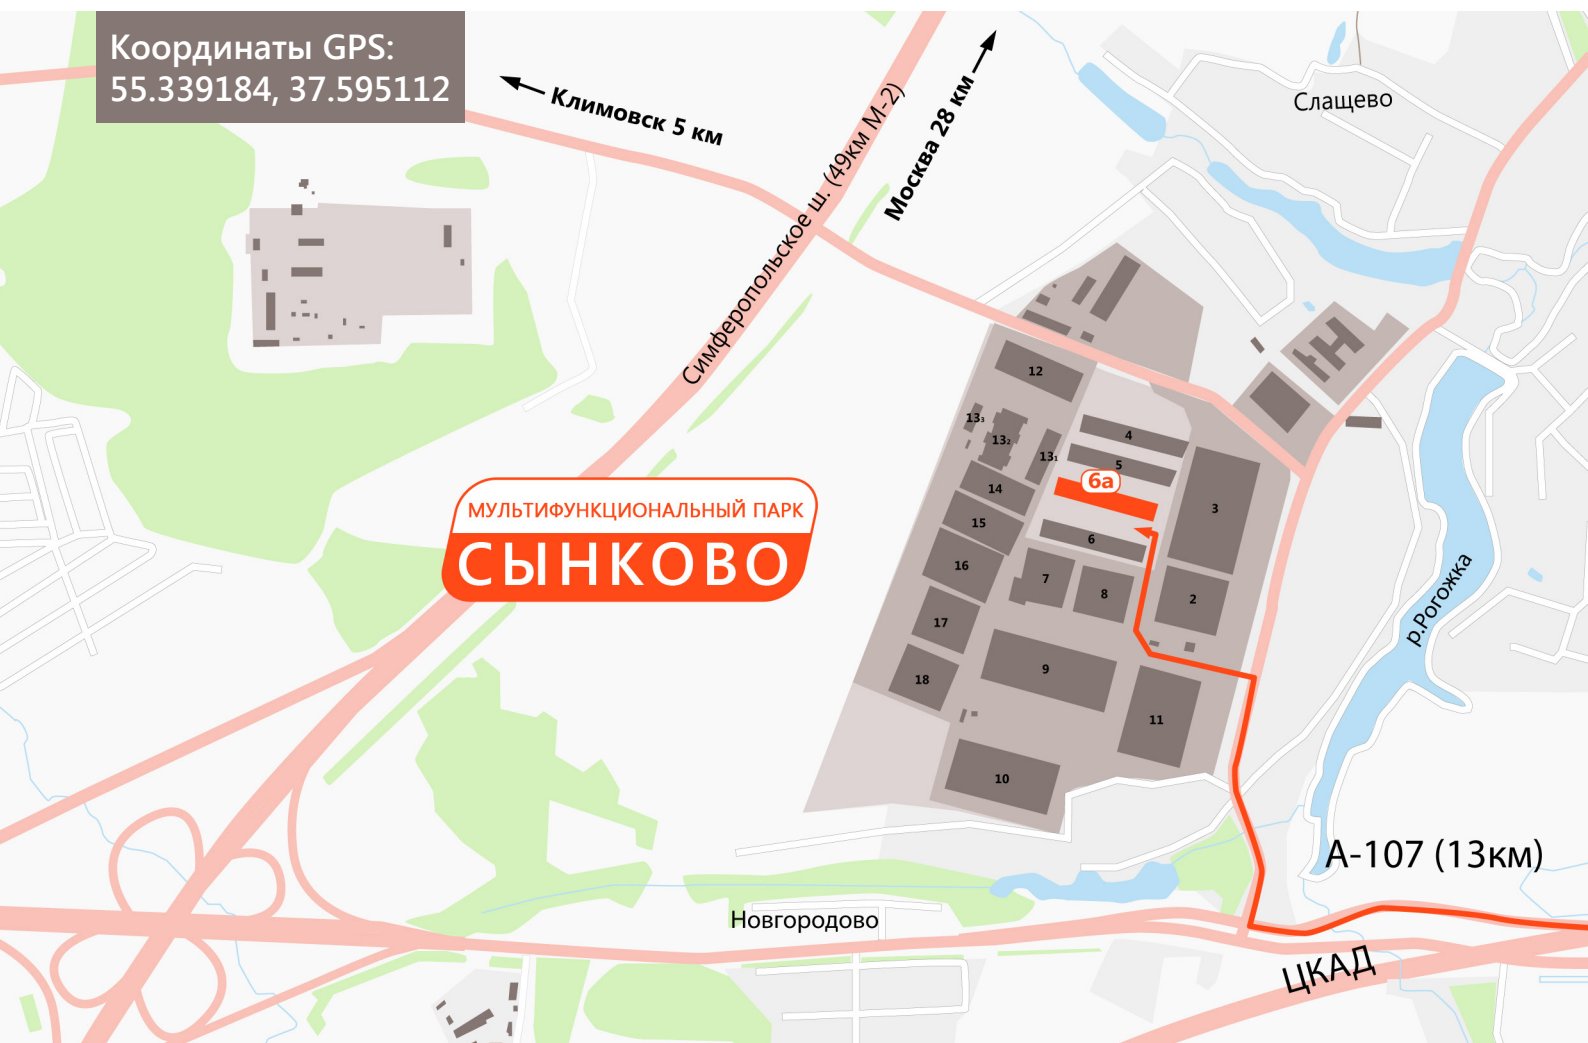 Координаты GPS:
55.339184, 37.595112
Климовск 5 км
Симферопольское ш. (49км М-2)
Москва 28 км
Слащево
12
13₃
13₂
13₁
4
5
6а
14
3
15
6
16
7
8
2
17
9
18
11
10
МУЛЬТИФУНКЦИОНАЛЬНЫЙ ПАРК
СЫНКОВО
р.Рогожка
А-107 (13км)
Новгородово
ЦКАД